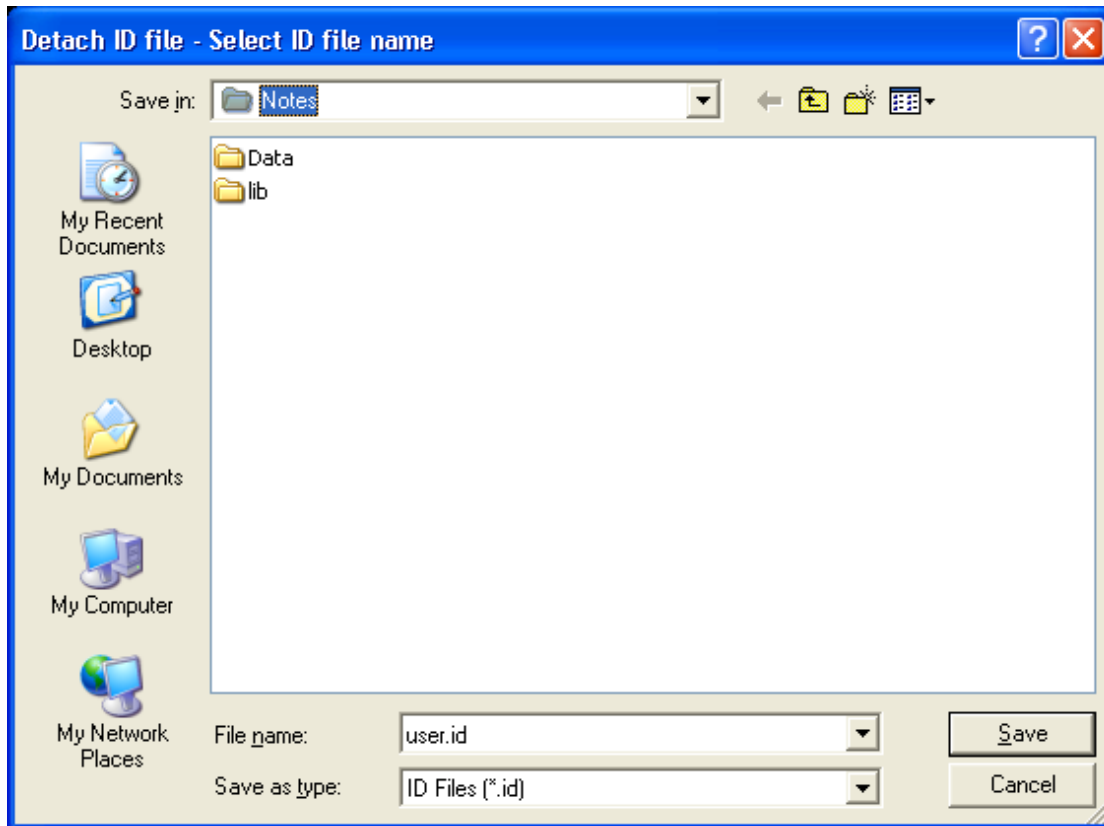 Detach ID file - Select ID file name
Save in:
Notes
Data
lib
My Recent
Documents
Desktop
My Documents
My Computer
My Network
Places
File name:
user.id
Save
Save as type:
ID Files (*.id)
Cancel